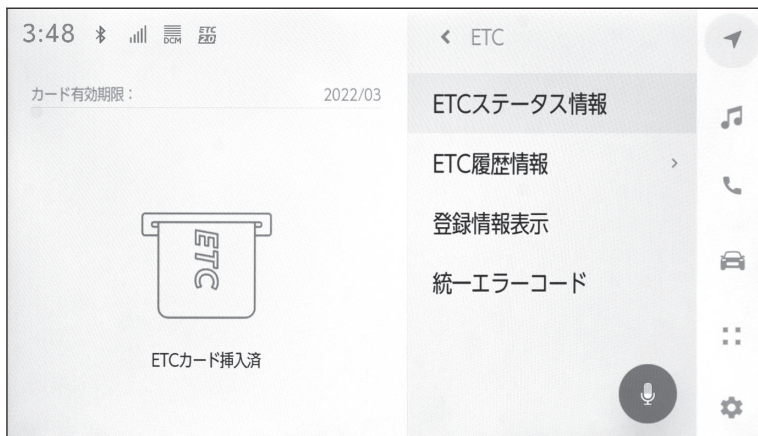 3:48 DCM ETC 2.0
カード有効期限： 2022/03
ETC
ETCカード挿入済
ETC
ETCステータス情報
ETC履歴情報
登録情報表示
統一エラーコード